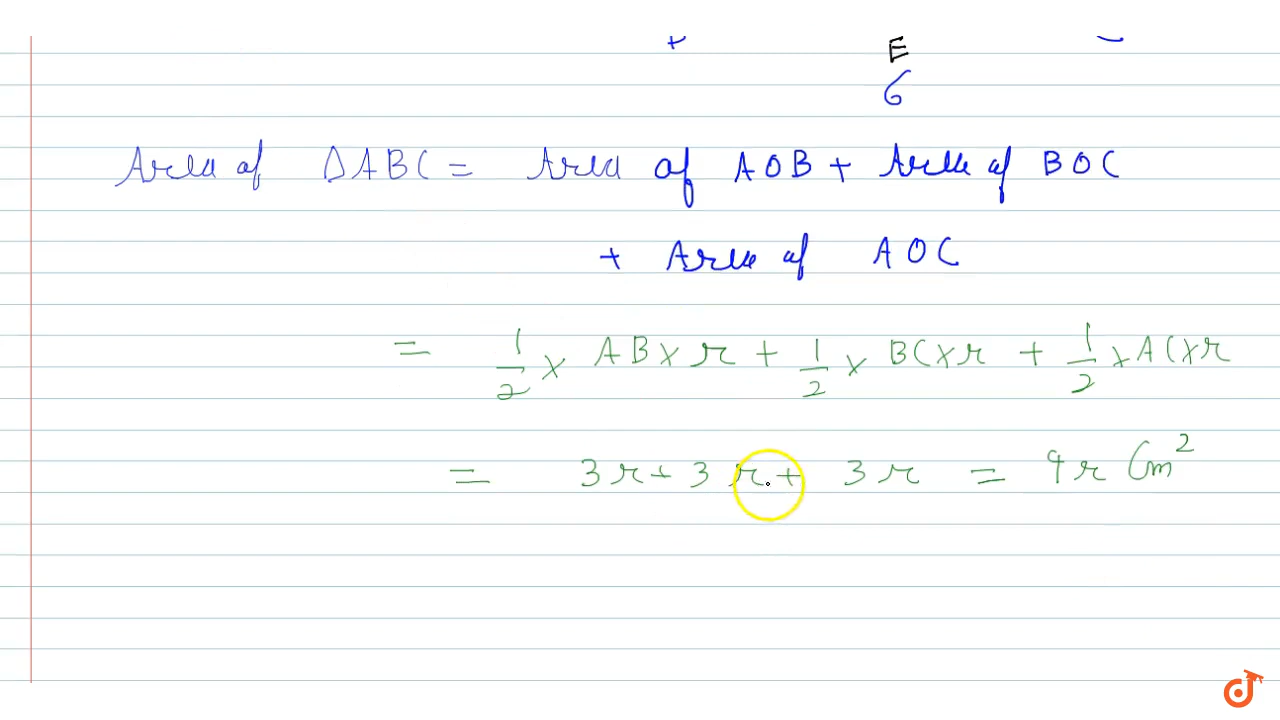 E
6
Area of ΔABC = Area of AOB + Area of BOC
+ Area of AOC
= 1/2 × AB × r + 1/2 × BC × r + 1/2 × AC × r
= 3r + 3r + 3r = 9r Cm²